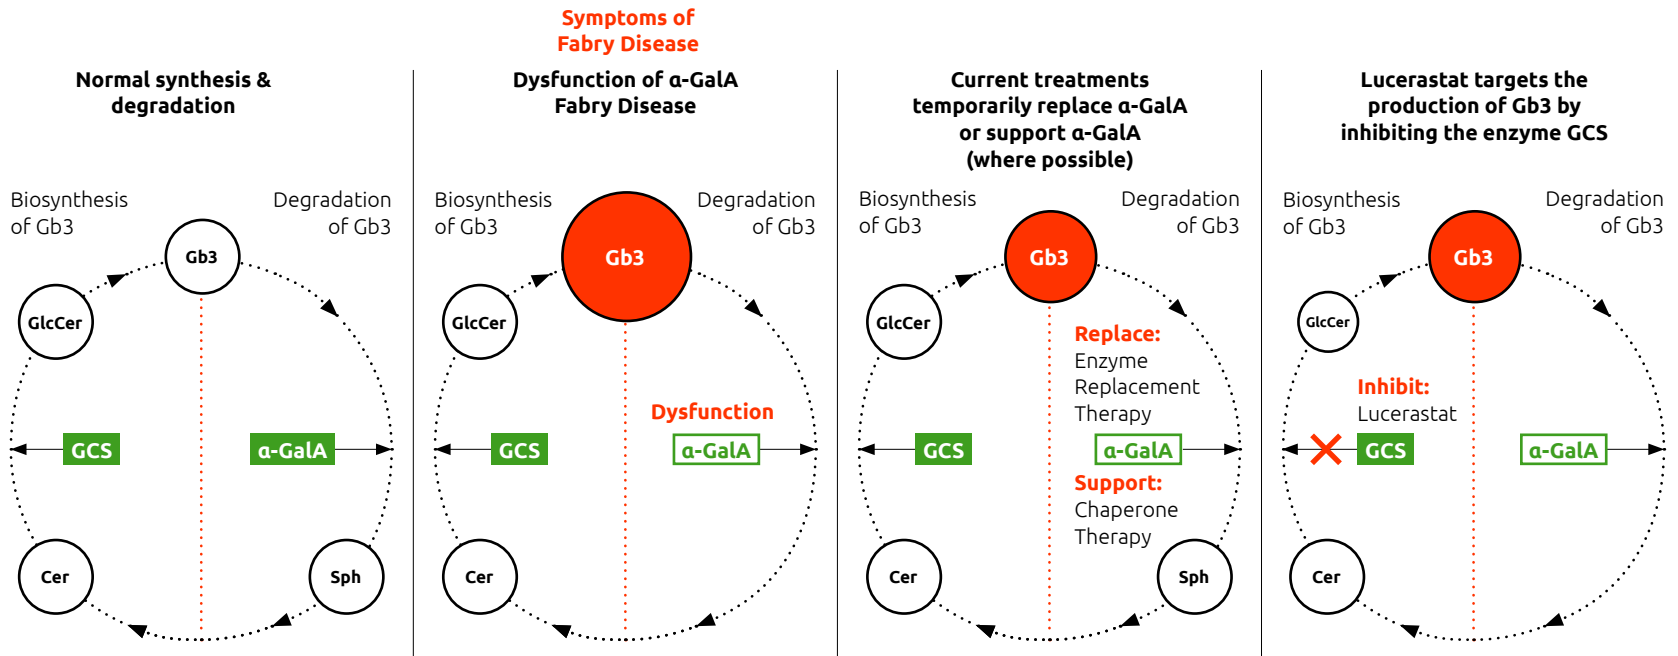 Normal synthesis &
degradation
Biosynthesis
of Gb3
Degradation
of Gb3
Gb3
GlcCer
GCS
α-GalA
Cer
Sph
Symptoms of
Fabry Disease
Dysfunction of α-GalA
Fabry Disease
Biosynthesis
of Gb3
Degradation
of Gb3
Gb3
GlcCer
Dysfunction
GCS
α-GalA
Cer
Current treatments
temporarily replace α-GalA
or support α-GalA
(where possible)
Biosynthesis
of Gb3
Degradation
of Gb3
Gb3
GlcCer
Replace:
Enzyme
Replacement
Therapy
GCS
α-GalA
Support:
Chaperone
Therapy
Cer
Sph
Lucerastat targets the
production of Gb3 by
inhibiting the enzyme GCS
Biosynthesis
of Gb3
Degradation
of Gb3
Gb3
GlcCer
Inhibit:
Lucerastat
GCS
α-GalA
Cer